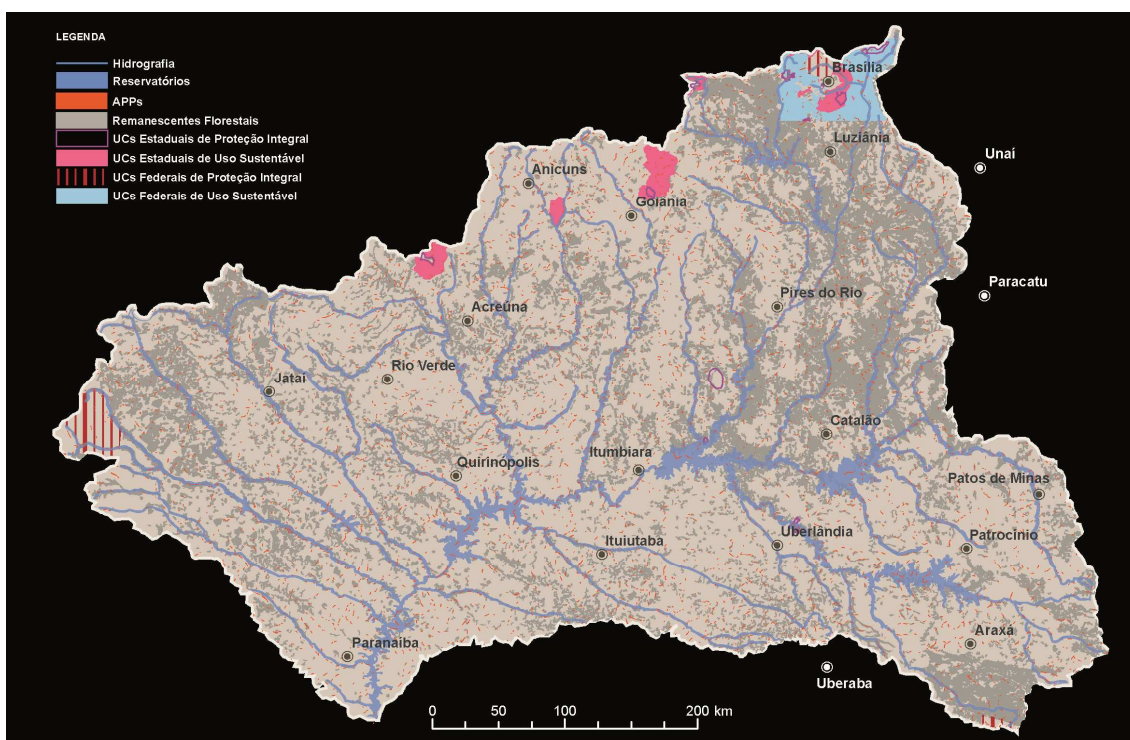 LEGENDA
Hidrografia
Reservatórios
APPs
Remanescentes Florestais
UCs Estaduais de Proteção Integral
UCs Estaduais de Uso Sustentável
UCs Federais de Proteção Integral
UCs Federais de Uso Sustentável
Brasília
Luziânia
Unaí
Anicuns
Goiânia
Paracatu
Pires do Rio
Acreúna
Rio Verde
Jataí
Catalão
Itumbiara
Quirinópolis
Patos de Minas
Uberlândia
Patrocínio
Ituiutaba
Araxá
Paranaíba
Uberaba
0 50 100 200 km